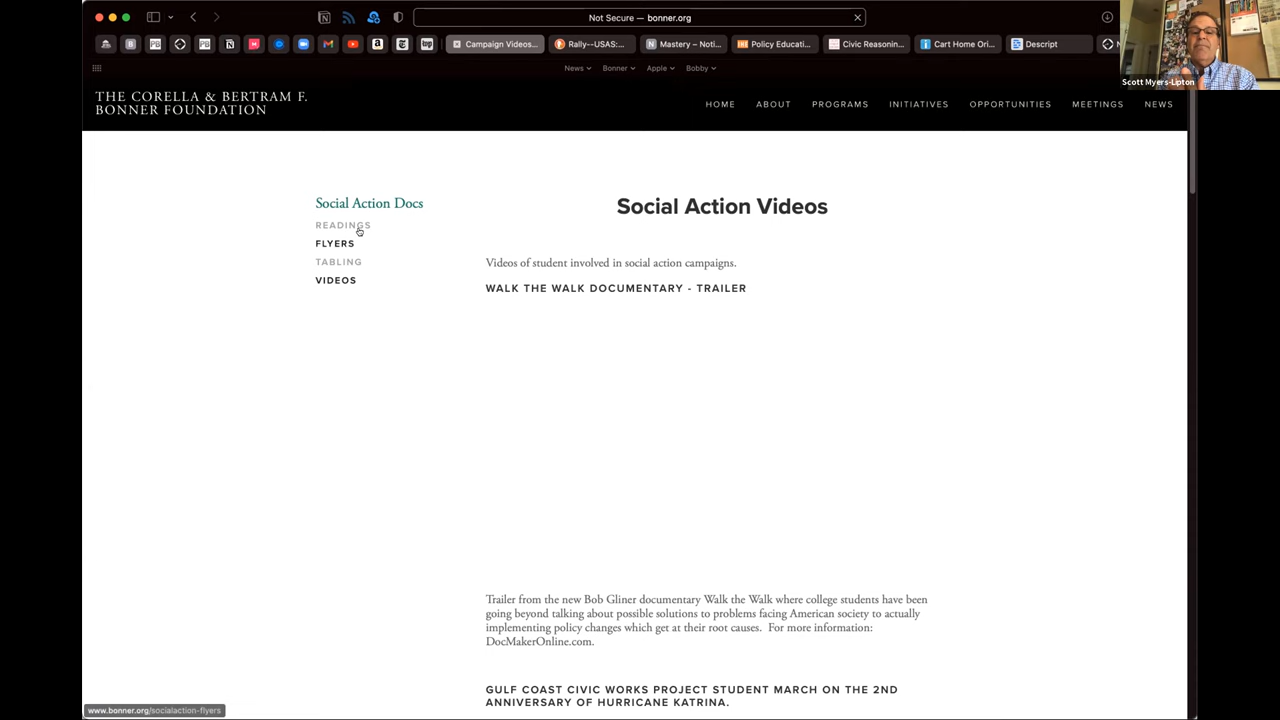 Not Secure — bonner.org
Campaign Videos...
Rally--USAS:...
Mastery – Noti...
Policy Educati...
Civic Reasonin...
Cart Home Ori...
Descript
News
Bonner
Apple
Bobby
Scott Myers-Lipton
THE CORELLA & BERTRAM F.
BONNER FOUNDATION
HOME
ABOUT
PROGRAMS
INITIATIVES
OPPORTUNITIES
MEETINGS
NEWS
Social Action Docs
READINGS
FLYERS
TABLING
VIDEOS
Social Action Videos
Videos of student involved in social action campaigns.
WALK THE WALK DOCUMENTARY - TRAILER
Trailer from the new Bob Gliner documentary Walk the Walk where college students have been
going beyond talking about possible solutions to problems facing American society to actually
implementing policy changes which get at their root causes. For more information:
DocMakerOnline.com.
GULF COAST CIVIC WORKS PROJECT STUDENT MARCH ON THE 2ND
ANNIVERSARY OF HURRICANE KATRINA.
www.bonner.org/socialaction-flyers